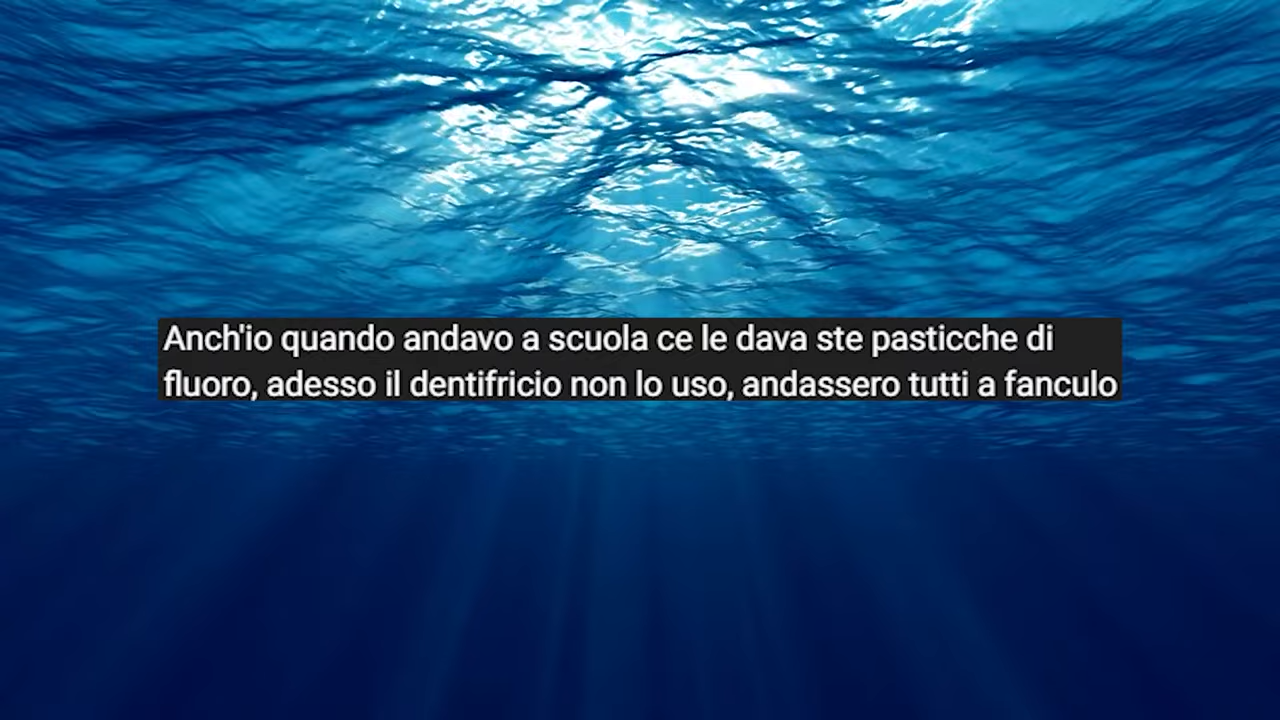 Anch'io quando andavo a scuola ce le dava ste pasticche di
fluoro, adesso il dentifricio non lo uso, andassero tutti a fanculo